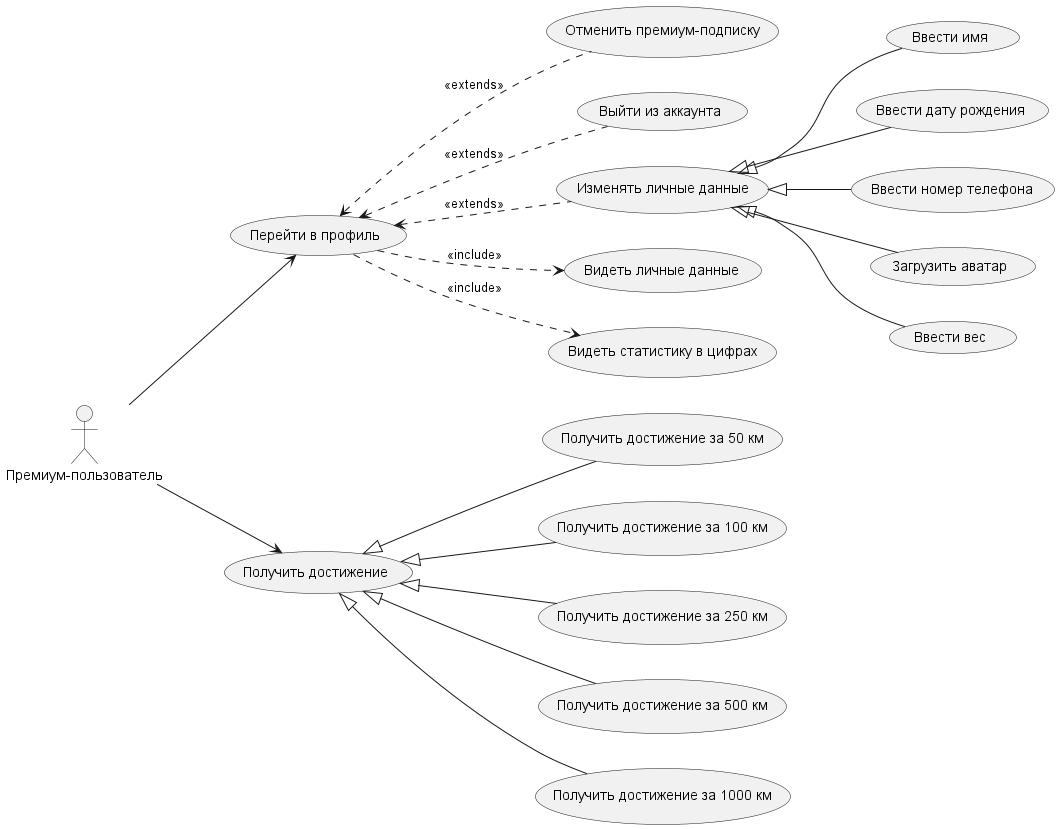 Отменить премиум-подписку
Ввести имя
«extends»
Выйти из аккаунта
Ввести дату рождения
«extends»
Изменять личные данные
Ввести номер телефона
«extends»
Перейти в профиль
«include»
Видеть личные данные
Загрузить аватар
«include»
Видеть статистику в цифрах
Ввести вес
Премиум-пользователь
Получить достижение за 50 км
Получить достижение за 100 км
Получить достижение
Получить достижение за 250 км
Получить достижение за 500 км
Получить достижение за 1000 км